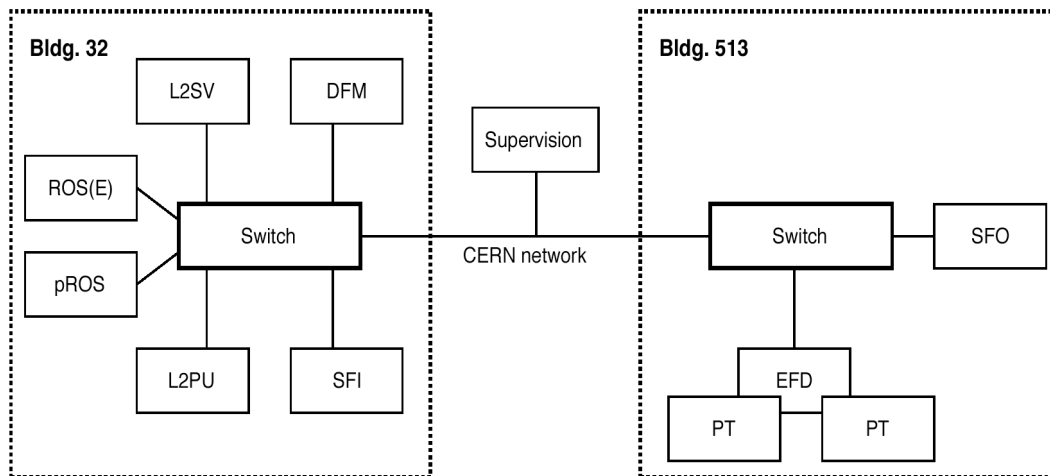 Bldg. 32
Bldg. 513
L2SV
DFM
Supervision
ROS(E)
Switch
CERN network
Switch
SFO
pROS
L2PU
SFI
EFD
PT
PT